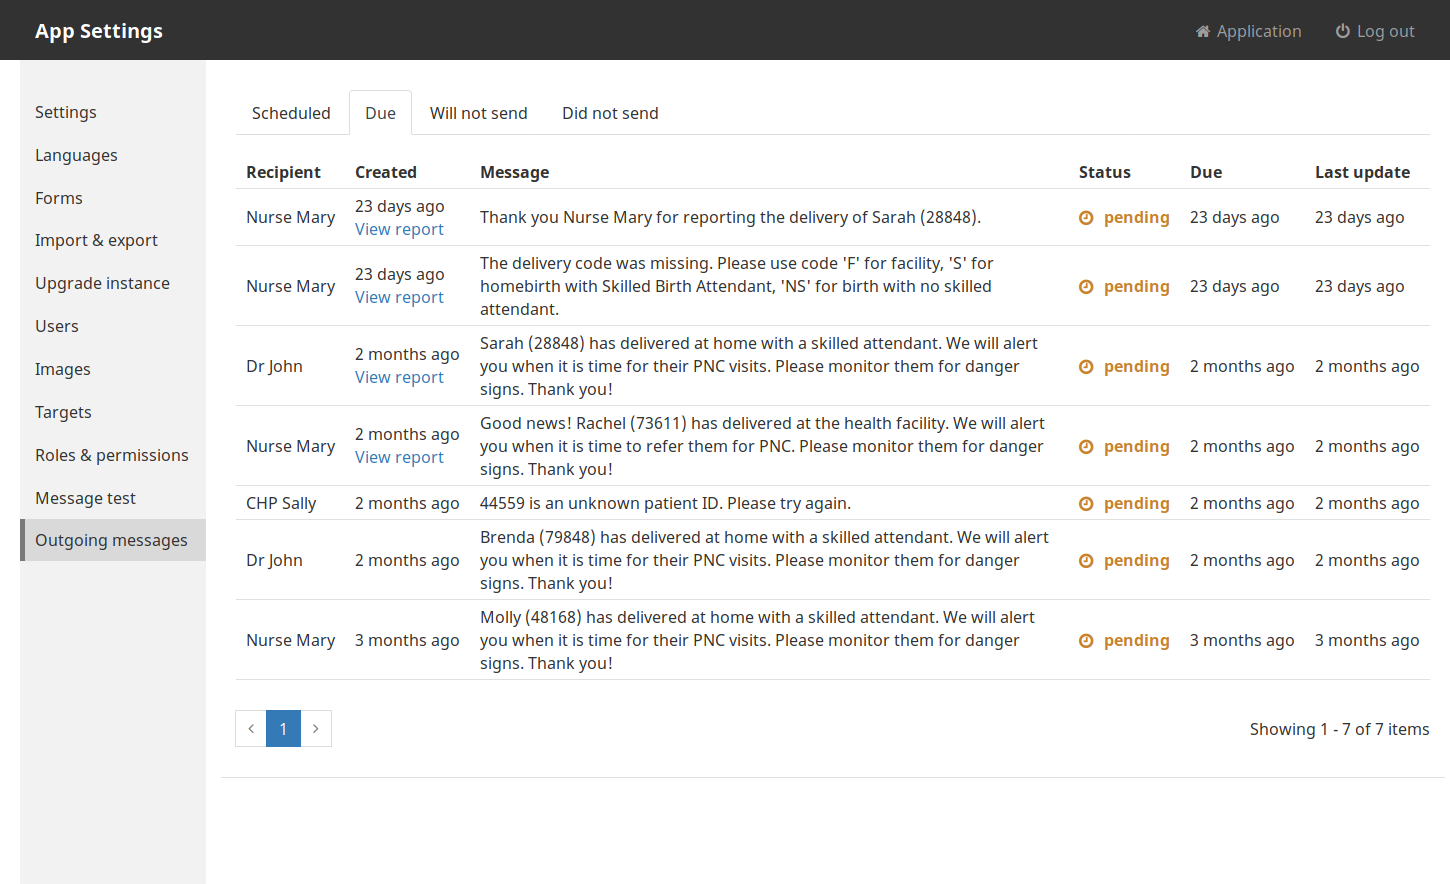 App Settings
Application
Log out
Settings
Languages
Forms
Import & export
Upgrade instance
Users
Images
Targets
Roles & permissions
Message test
Outgoing messages
Scheduled
Due
Will not send
Did not send
Recipient Created Message Status Due Last update
Nurse Mary
23 days ago
View report
Thank you Nurse Mary for reporting the delivery of Sarah (28848).
pending
23 days ago
23 days ago
Nurse Mary
23 days ago
View report
The delivery code was missing. Please use code 'F' for facility, 'S' for
homebirth with Skilled Birth Attendant, 'NS' for birth with no skilled
attendant.
pending
23 days ago
23 days ago
Dr John
2 months ago
View report
Sarah (28848) has delivered at home with a skilled attendant. We will alert
you when it is time for their PNC visits. Please monitor them for danger
signs. Thank you!
pending
2 months ago
2 months ago
Nurse Mary
2 months ago
View report
Good news! Rachel (73611) has delivered at the health facility. We will alert
you when it is time to refer them for PNC. Please monitor them for danger
signs. Thank you!
pending
2 months ago
2 months ago
CHP Sally
2 months ago
44559 is an unknown patient ID. Please try again.
pending
2 months ago
2 months ago
Dr John
2 months ago
Brenda (79848) has delivered at home with a skilled attendant. We will alert
you when it is time for their PNC visits. Please monitor them for danger
signs. Thank you!
pending
2 months ago
2 months ago
Nurse Mary
3 months ago
Molly (48168) has delivered at home with a skilled attendant. We will alert
you when it is time for their PNC visits. Please monitor them for danger
signs. Thank you!
pending
3 months ago
3 months ago
‹ 1 ›
Showing 1 - 7 of 7 items